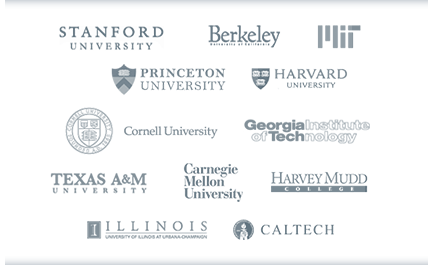 STANFORD
UNIVERSITY
Berkeley
University of California
MIT
PRINCETON
UNIVERSITY
HARVARD
UNIVERSITY
Cornell University
Georgia Institute
of Technology
TEXAS A&M
UNIVERSITY
Carnegie
Mellon
University
HARVEY MUDD
COLLEGE
ILLINOIS
UNIVERSITY OF ILLINOIS AT URBANA-CHAMPAIGN
CALTECH